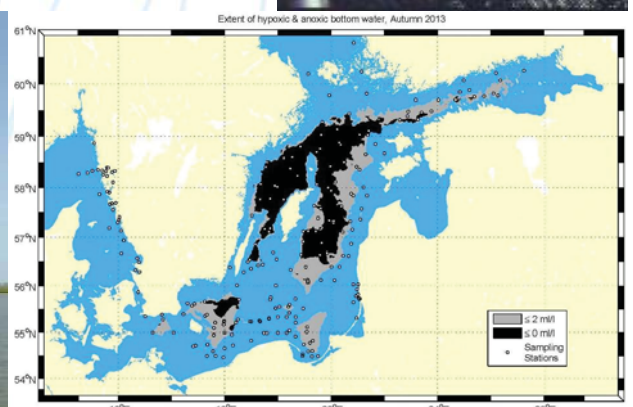 Extent of hypoxic & anoxic bottom water, Autumn 2013
61°N
60°N
59°N
58°N
57°N
56°N
55°N
54°N
≤ 2 ml/l
≤ 0 ml/l
Sampling
Stations